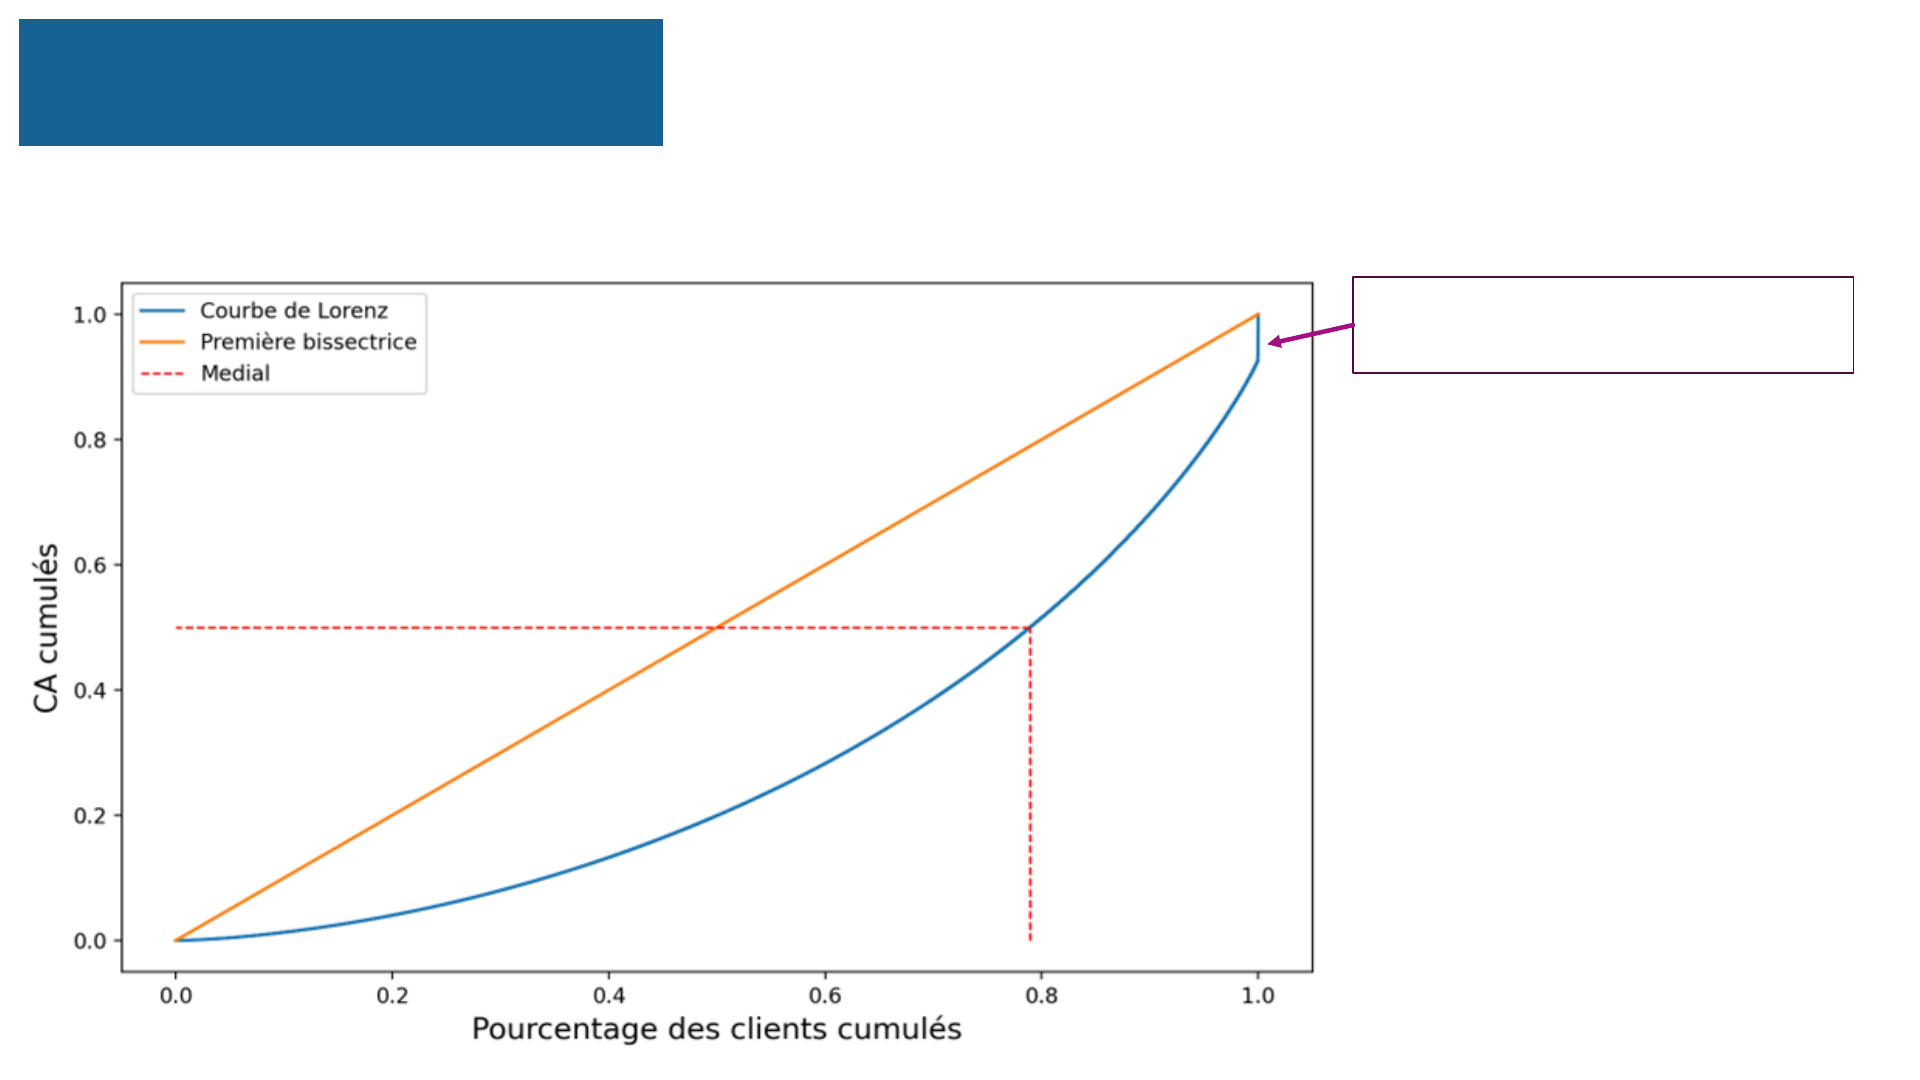 Courbe de Lorenz
Première bissectrice
Medial
1.0
0.8
0.6
0.4
0.2
0.0
CA cumulés
0.0 0.2 0.4 0.6 0.8 1.0
Pourcentage des clients cumulés